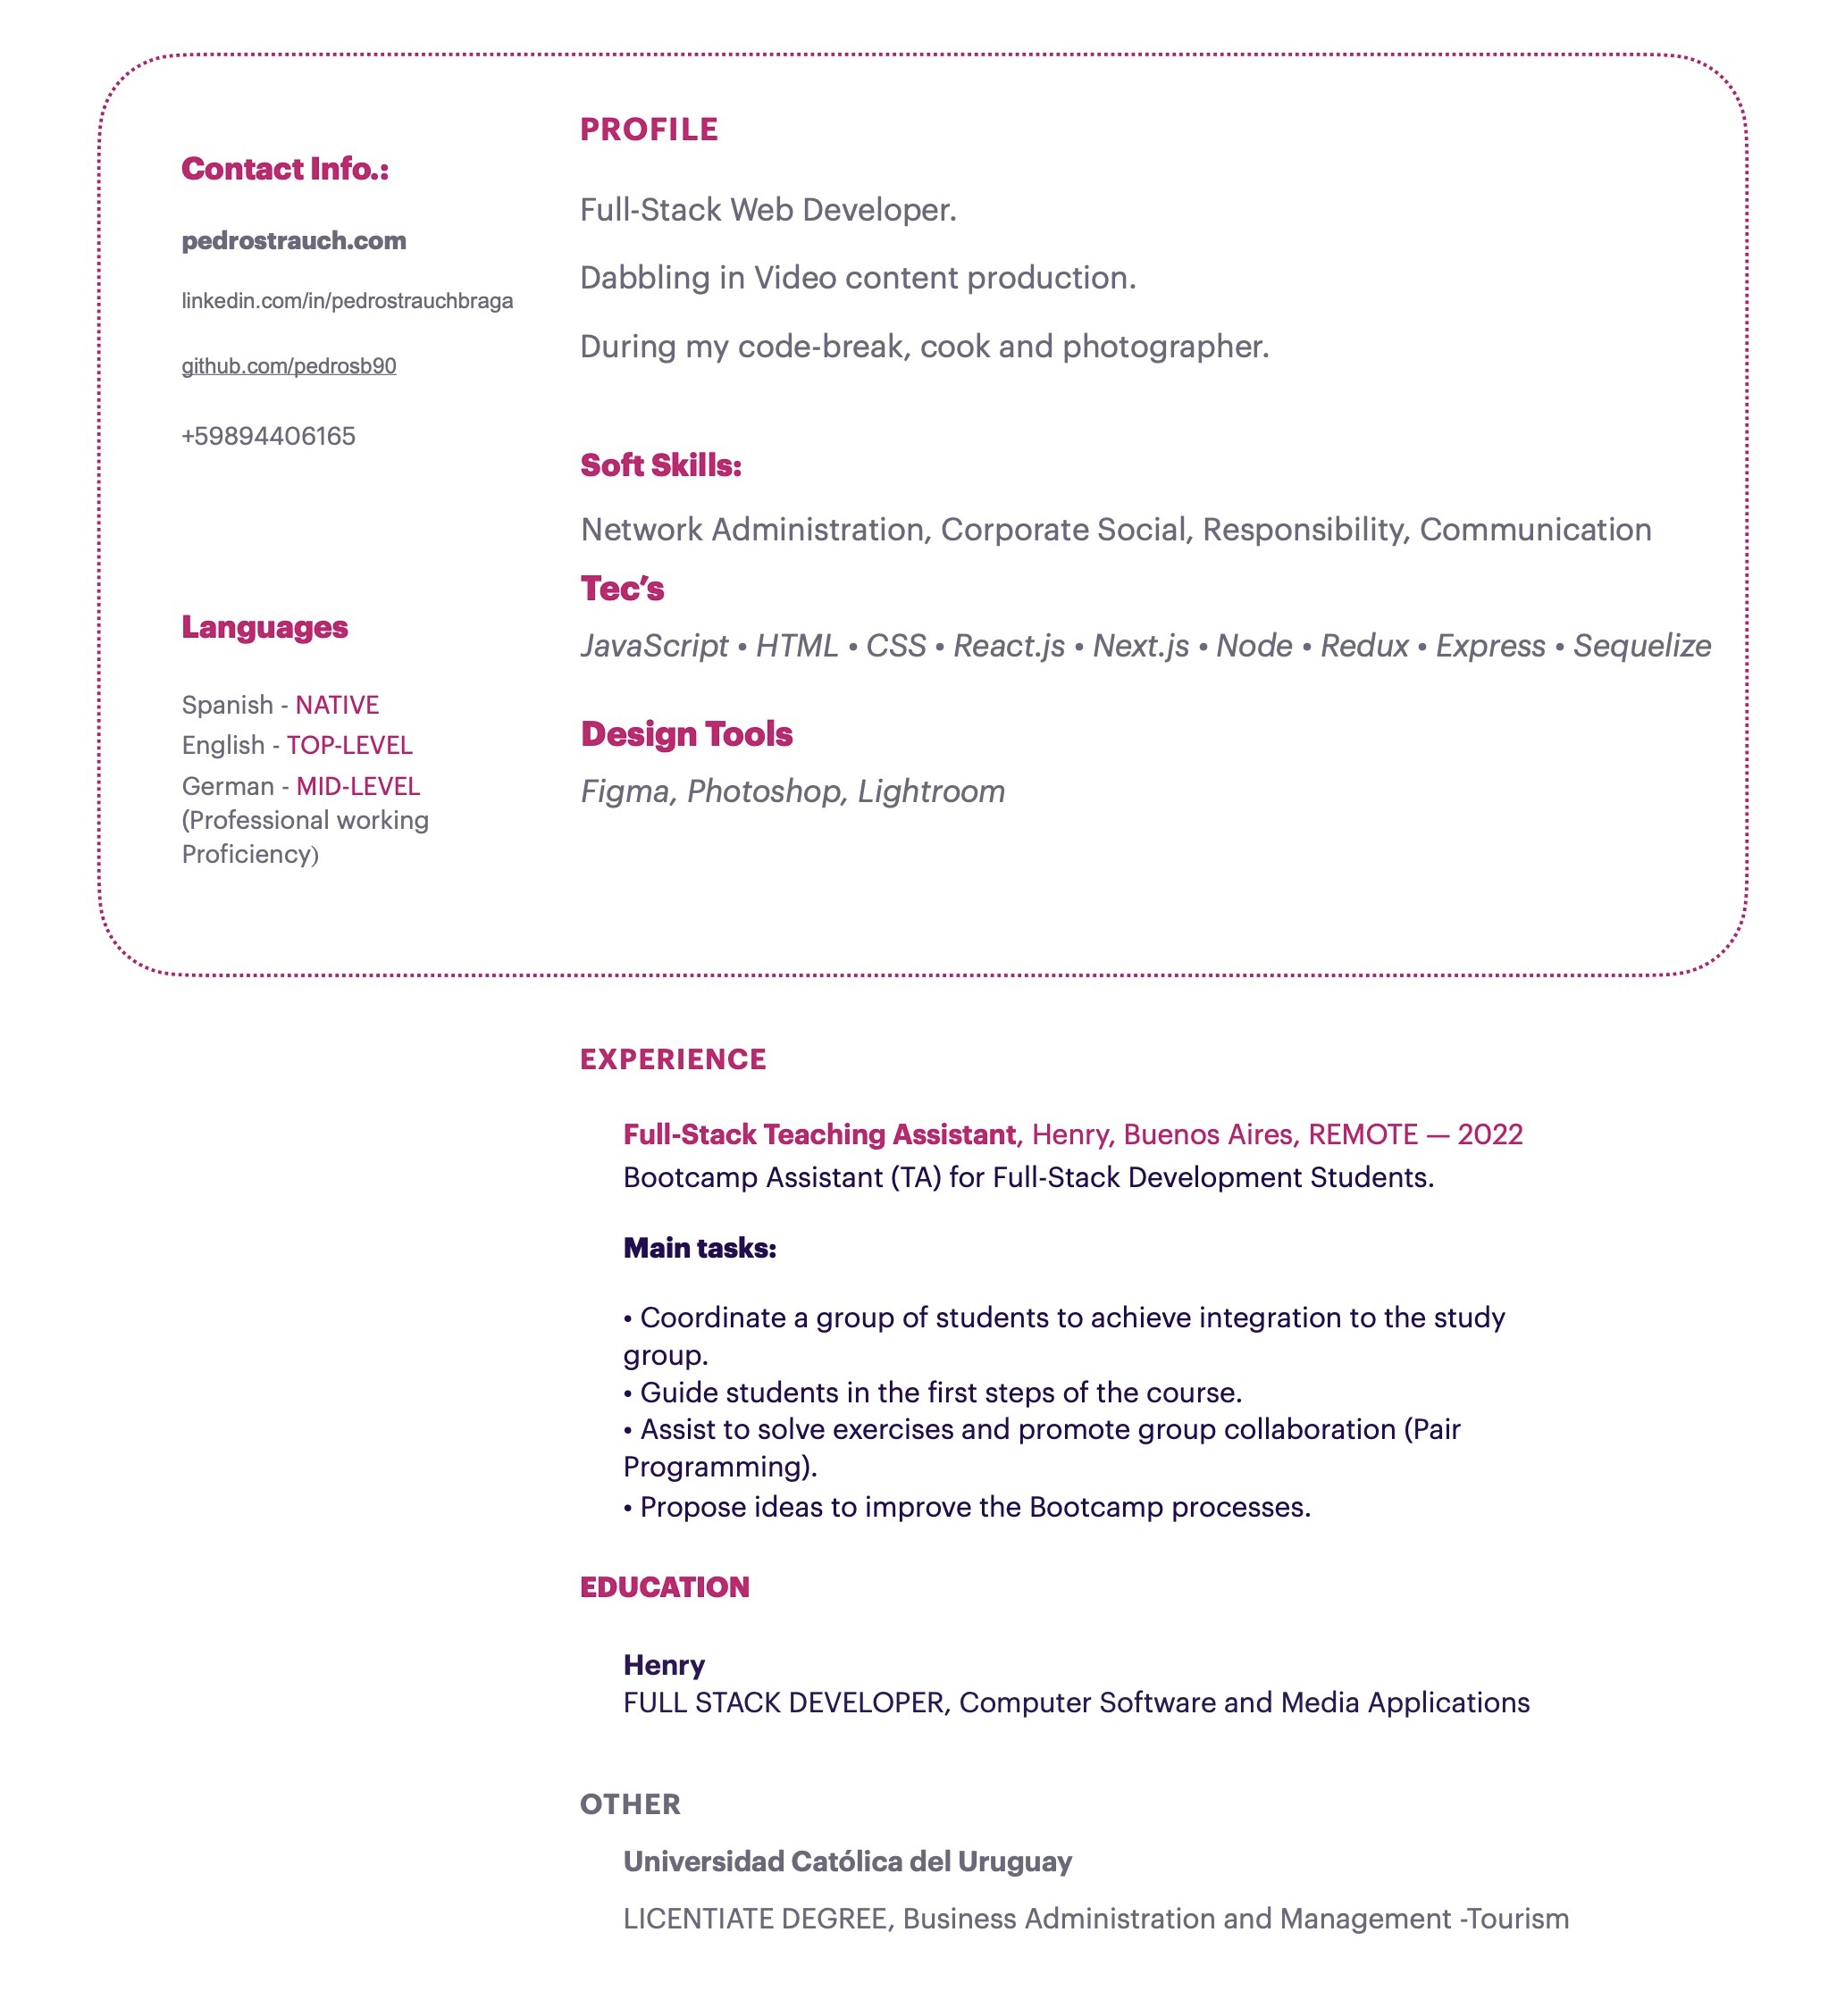 Contact Info.:
pedrostrauch.com
linkedin.com/in/pedrostrauchbraga
github.com/pedrosb90
+59894406165
Languages
Spanish - NATIVE
English - TOP-LEVEL
German - MID-LEVEL
(Professional working
Proficiency)
PROFILE
Full-Stack Web Developer.
Dabbling in Video content production.
During my code-break, cook and photographer.
Soft Skills:
Network Administration, Corporate Social, Responsibility, Communication
Tec’s
JavaScript • HTML • CSS • React.js • Next.js • Node • Redux • Express • Sequelize
Design Tools
Figma, Photoshop, Lightroom
EXPERIENCE
Full-Stack Teaching Assistant, Henry, Buenos Aires, REMOTE — 2022
Bootcamp Assistant (TA) for Full-Stack Development Students.
Main tasks:
• Coordinate a group of students to achieve integration to the study
group.
• Guide students in the first steps of the course.
• Assist to solve exercises and promote group collaboration (Pair
Programming).
• Propose ideas to improve the Bootcamp processes.
EDUCATION
Henry
FULL STACK DEVELOPER, Computer Software and Media Applications
OTHER
Universidad Católica del Uruguay
LICENTIATE DEGREE, Business Administration and Management -Tourism